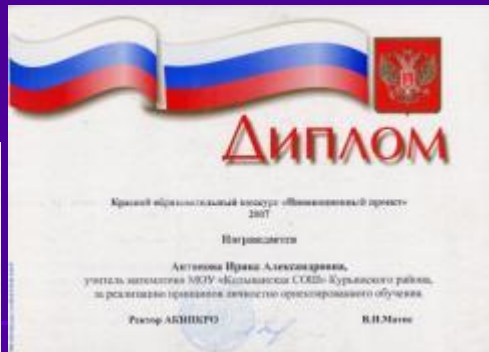 Диплом
Краевой образовательный конкурс «Инновационный проект»
2007
Награждается
Антонова Ирина Александровна,
учитель математики МОУ «Колыванская СОШ» Курьинского района,
за реализацию принципов личностно ориентированного обучения.
Ректор АКИПКРО